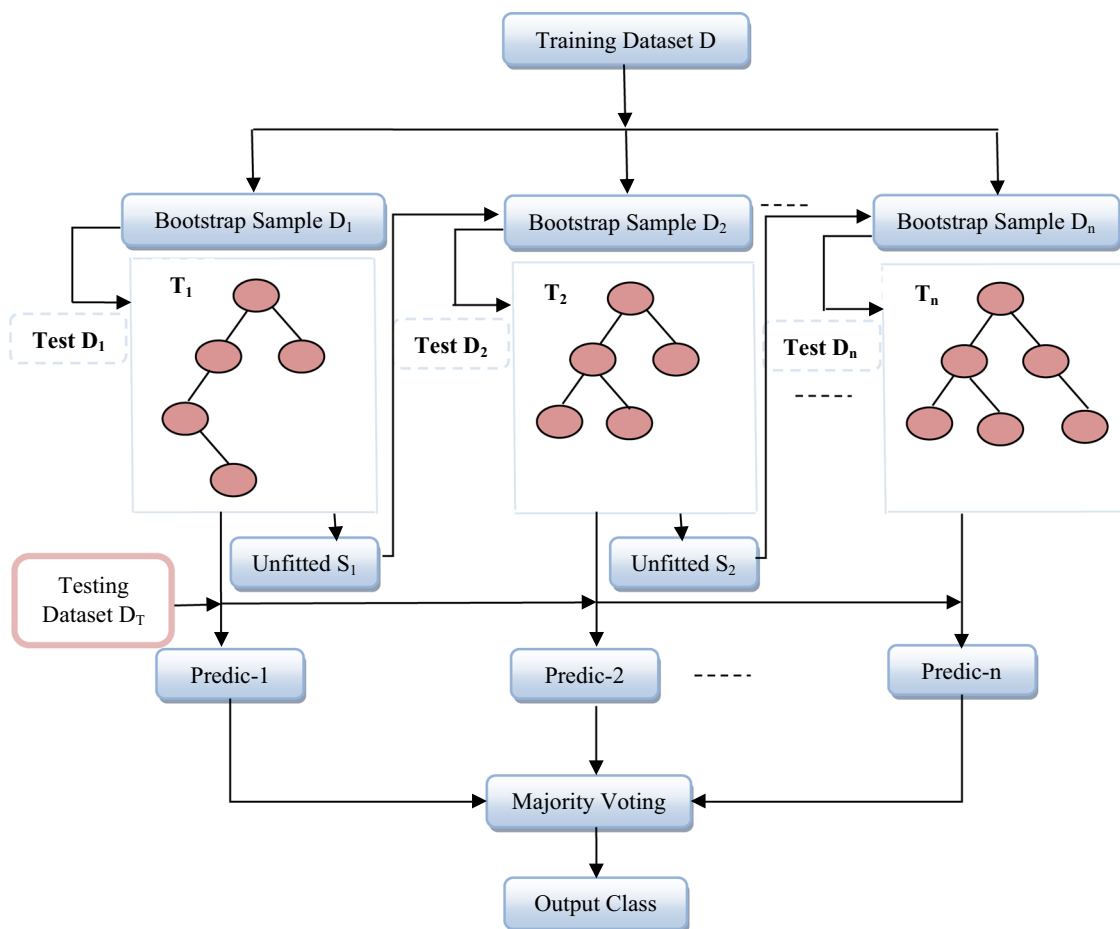 Training Dataset D
Bootstrap Sample D₁
Bootstrap Sample D₂
Bootstrap Sample Dₙ
T₁
T₂
Tₙ
Test D₁
Test D₂
Test Dₙ
Unfitted S₁
Unfitted S₂
Testing
Dataset D_T
Predic-1
Predic-2
Predic-n
Majority Voting
Output Class